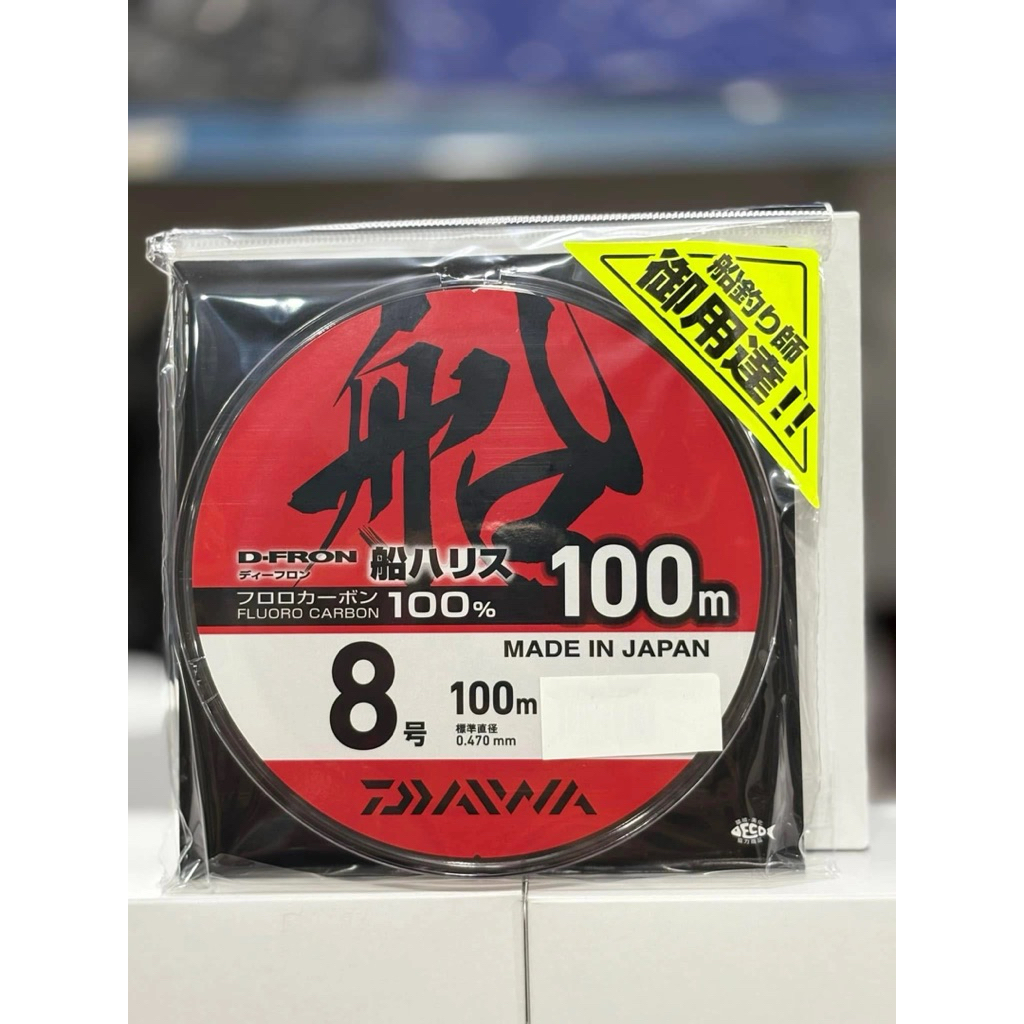 船釣り師
御用達!!
船
D-FRON 船ハリス 100m
ディーフロン
フロロカーボン 100%
FLUORO CARBON
MADE IN JAPAN
8号 100m
標準直径
0.470 mm
DAIWA